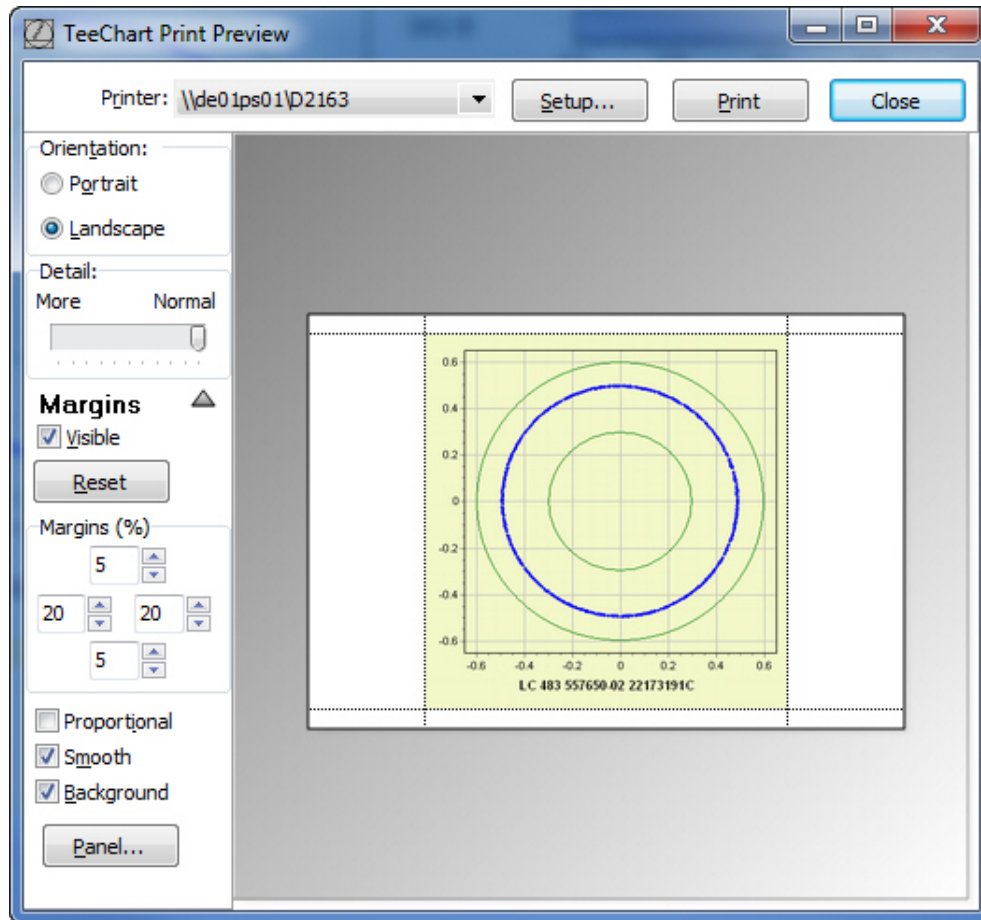 TeeChart Print Preview
Printer: \\de01ps01\D2163
Setup...
Print
Close
Orientation:
Portrait
Landscape
Detail:
More Normal
Margins
Visible
Reset
Margins (%)
5
20 20
5
Proportional
Smooth
Background
Panel...
0.6
0.4
0.2
0
-0.2
-0.4
-0.6
-0.6 -0.4 -0.2 0 0.2 0.4 0.6
LC 483 557650-02 22173191C